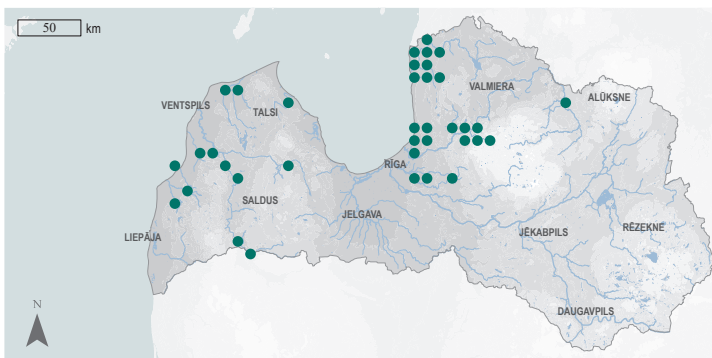 50 km
VENTSPILS
TALSI
VALMIERA
ALŪKSNE
RĪGA
SALDUS
JELGAVA
LIEPĀJA
JĒKABPILS
RĒZEKNE
DAUGAVPILS
N